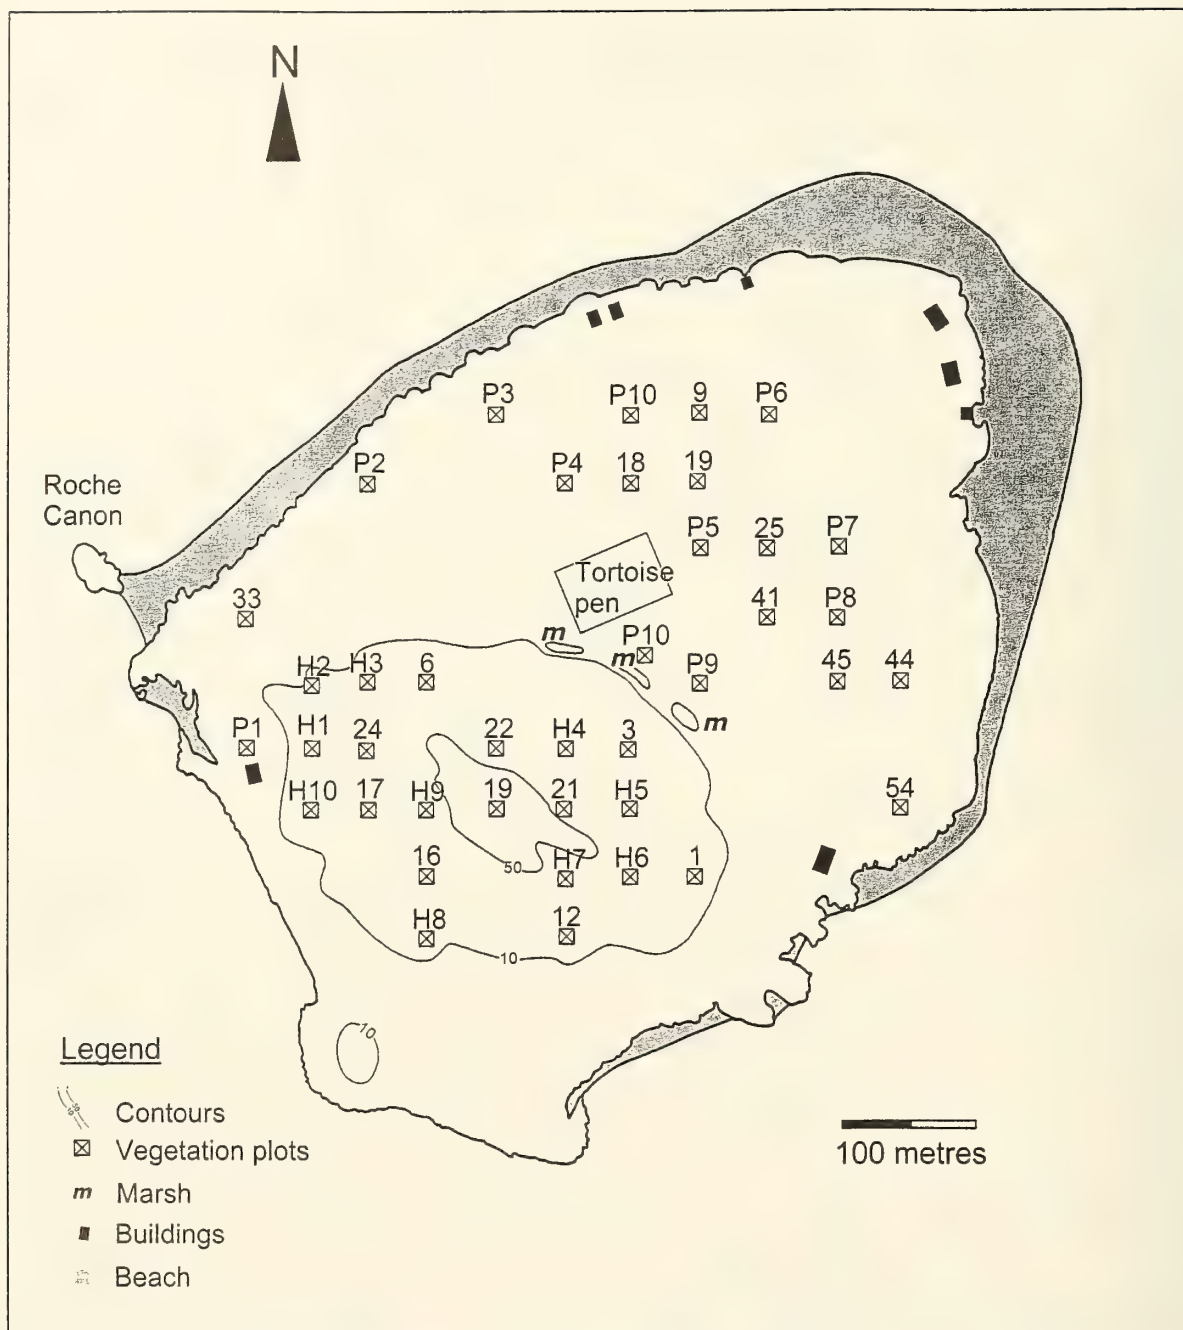 N
P3 P10 9 P6
P2 P4 18 19
Roche
Canon
P5 25 P7
Tortoise
pen
33 41 P8
m P10
m P9 45 44
H2 H3 6
m
P1 H1 24 22 H4 3
H10 17 H9 19 21 H5 54
16 50 H7 H6 1
H8 12
10
10
Legend
10 50
Contours
Vegetation plots
m Marsh
Buildings
Beach
100 metres